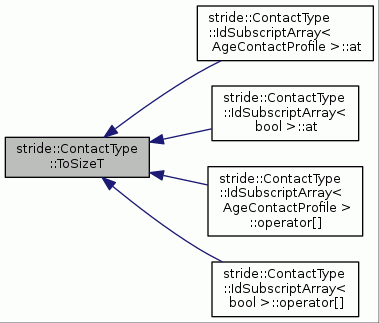 stride::ContactType
::IdSubscriptArray<
AgeContactProfile >::at
stride::ContactType
::IdSubscriptArray<
bool >::at
stride::ContactType
::ToSizeT
stride::ContactType
::IdSubscriptArray<
AgeContactProfile >
::operator[]
stride::ContactType
::IdSubscriptArray<
bool >::operator[]